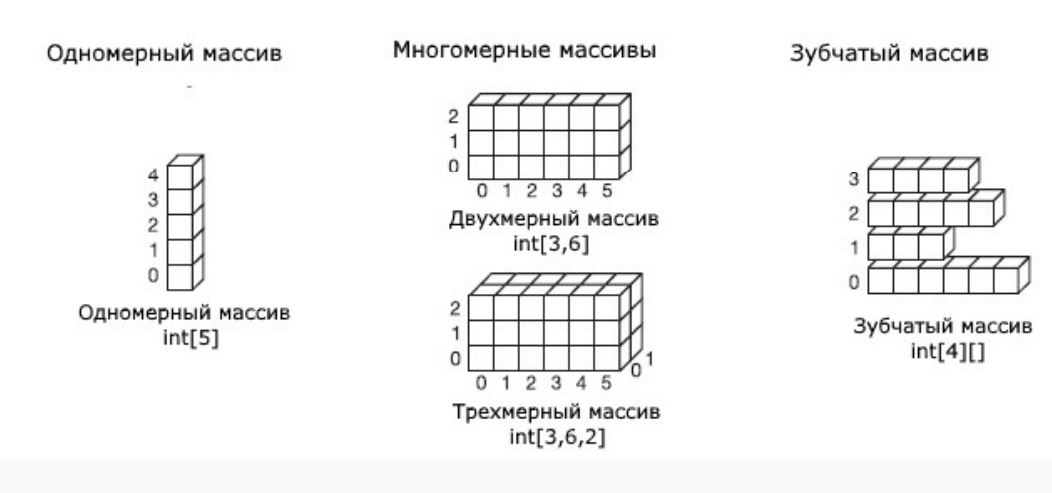 Одномерный массив
4
3
2
1
0
Одномерный массив
int[5]
Многомерные массивы
2
1
0
0 1 2 3 4 5
Двухмерный массив
int[3,6]
2
1
0
0 1 2 3 4 5
0 1
Трехмерный массив
int[3,6,2]
Зубчатый массив
3
2
1
0
Зубчатый массив
int[4][]